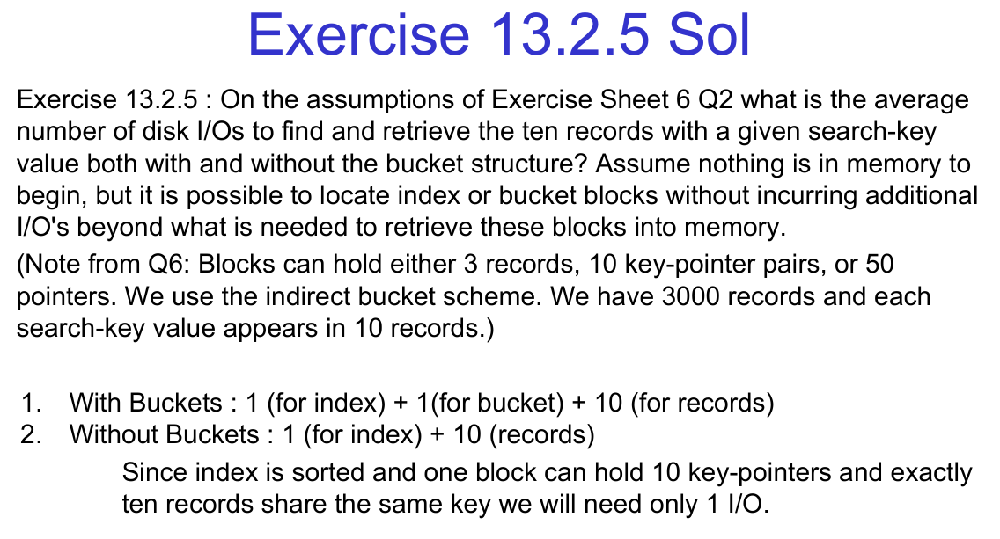 Exercise 13.2.5 Sol
Exercise 13.2.5 : On the assumptions of Exercise Sheet 6 Q2 what is the average
number of disk I/Os to find and retrieve the ten records with a given search-key
value both with and without the bucket structure? Assume nothing is in memory to
begin, but it is possible to locate index or bucket blocks without incurring additional
I/O's beyond what is needed to retrieve these blocks into memory.
(Note from Q6: Blocks can hold either 3 records, 10 key-pointer pairs, or 50
pointers. We use the indirect bucket scheme. We have 3000 records and each
search-key value appears in 10 records.)
1. With Buckets : 1 (for index) + 1(for bucket) + 10 (for records)
2. Without Buckets : 1 (for index) + 10 (records)
Since index is sorted and one block can hold 10 key-pointers and exactly
ten records share the same key we will need only 1 I/O.